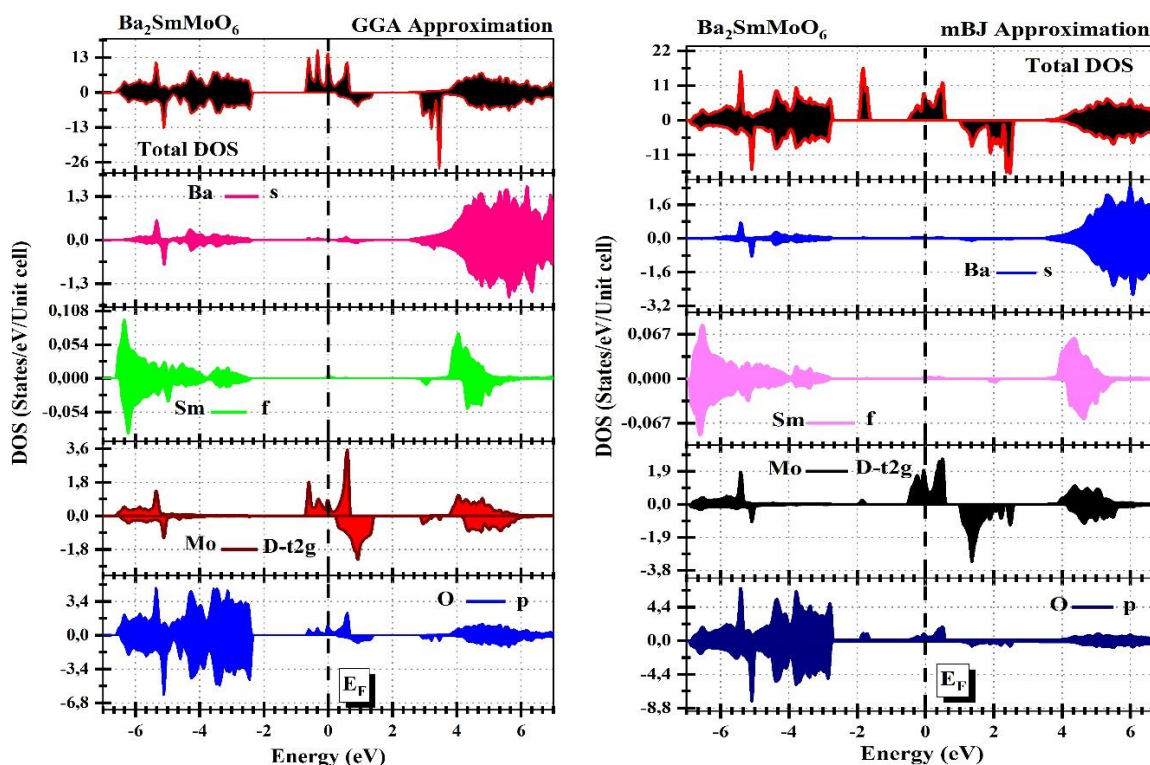 Ba₂SmMoO₆ GGA Approximation
13
0
-13
-26
Total DOS
Ba s
1,3
0,0
-1,3
0,108
0,054
0,000
-0,054
Sm f
3,6
1,8
0,0
-1,8
Mo D-t2g
O p
3,4
0,0
-3,4
-6,8
E_F
-6 -4 -2 0 2 4 6
Energy (eV)
DOS (States/eV/Unit cell)
Ba₂SmMoO₆ mBJ Approximation
Total DOS
22
11
0
-11
1,6
0,0
-1,6
-3,2
Ba s
0,067
0,000
-0,067
Sm f
Mo D-t2g
1,9
0,0
-1,9
-3,8
O p
4,4
0,0
-4,4
-8,8
E_F
-6 -4 -2 0 2 4 6
Energy (eV)
DOS (States/eV/Unit cell)